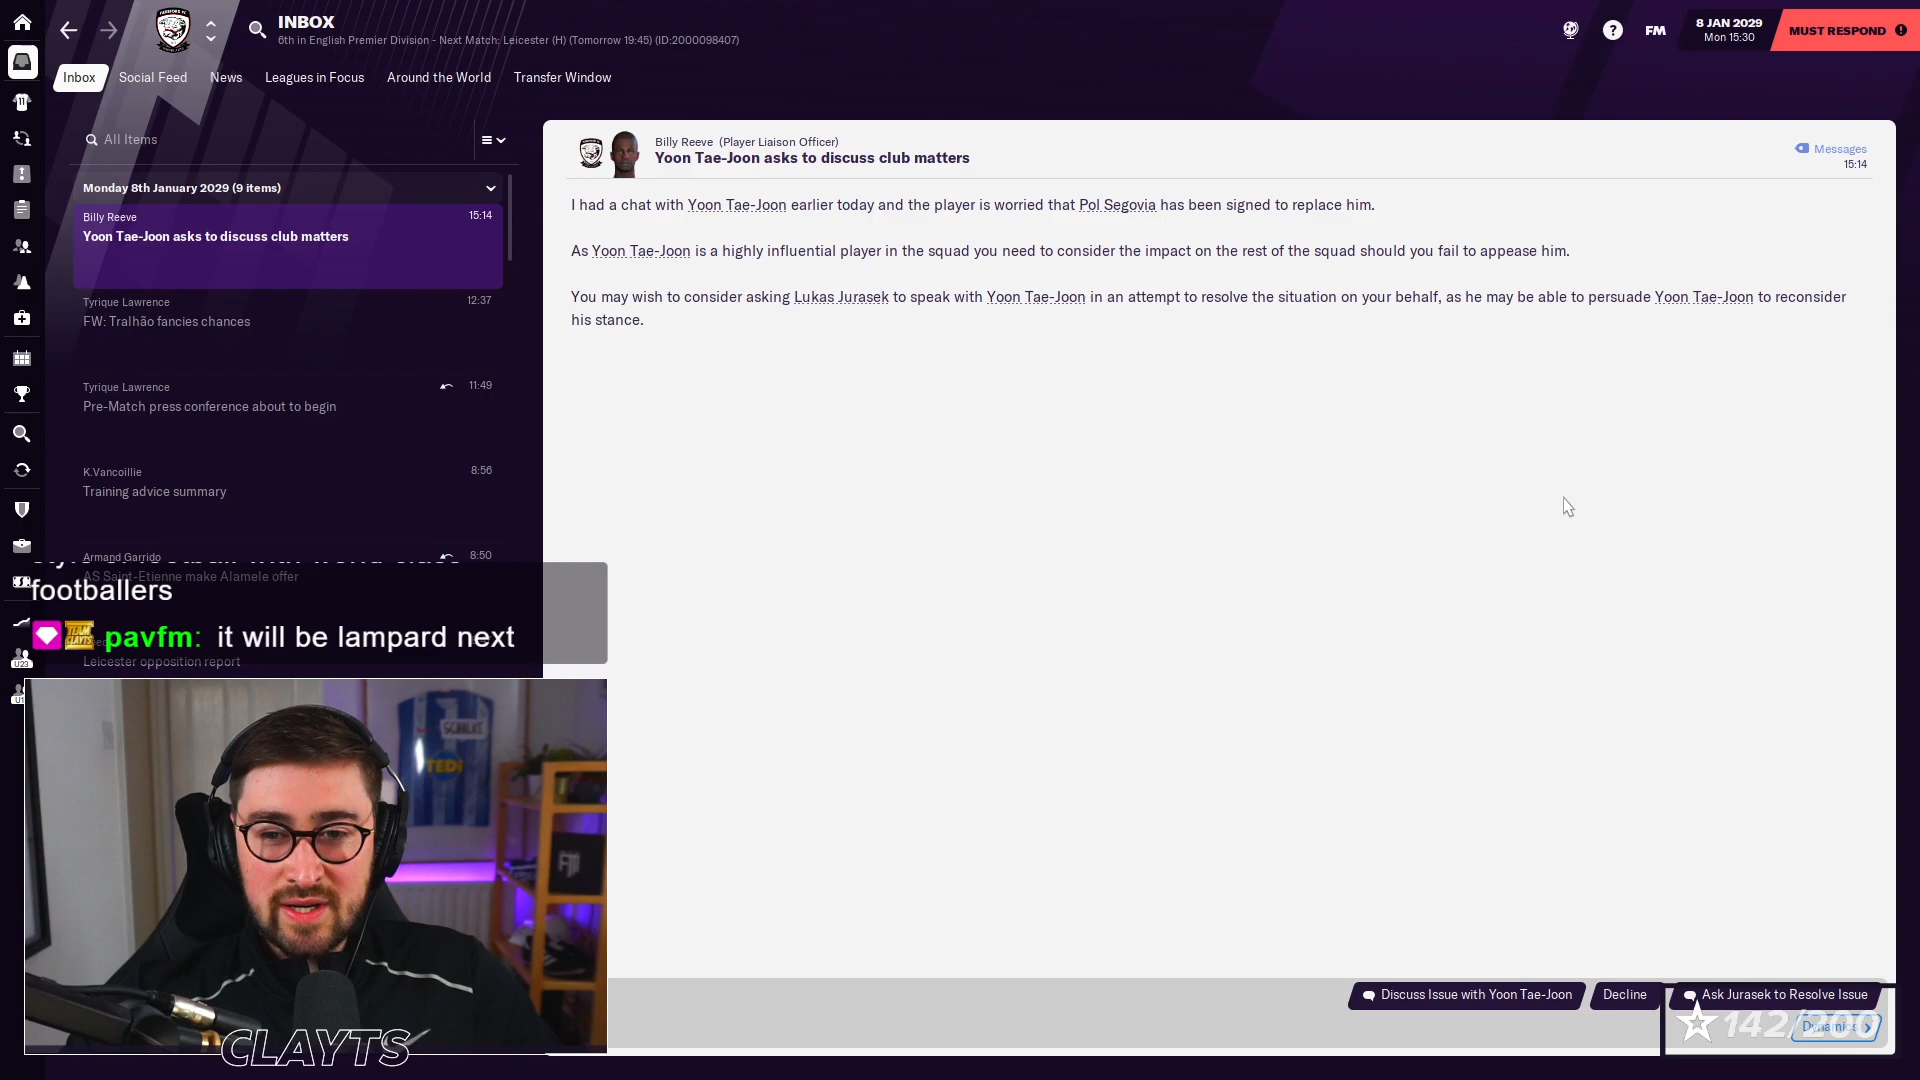 INBOX
6th in English Premier Division - Next Match: Leicester (H) (Tomorrow 19:45) (ID:2000098407)
FM
8 JAN 2029
Mon 15:30
MUST RESPOND
Inbox
Social Feed
News
Leagues in Focus
Around the World
Transfer Window
All Items
Monday 8th January 2029 (9 items)
Billy Reeve
15:14
Yoon Tae-Joon asks to discuss club matters
Tyrique Lawrence
12:37
FW: Tralhão fancies chances
Tyrique Lawrence
11:49
Pre-Match press conference about to begin
K.Vancoillie
8:56
Training advice summary
Armand Garrido
8:50
AS Saint-Etienne make Alamele offer
footballers
pavfm: it will be lampard next
Leicester opposition report
U23
Billy Reeve (Player Liaison Officer)
Yoon Tae-Joon asks to discuss club matters
Messages
15:14
I had a chat with Yoon Tae-Joon earlier today and the player is worried that Pol Segovia has been signed to replace him.
As Yoon Tae-Joon is a highly influential player in the squad you need to consider the impact on the rest of the squad should you fail to appease him.
You may wish to consider asking Lukas Jurasek to speak with Yoon Tae-Joon in an attempt to resolve the situation on your behalf, as he may be able to persuade Yoon Tae-Joon to reconsider
his stance.
Discuss Issue with Yoon Tae-Joon
Decline
Ask Jurasek to Resolve Issue
142/200
Dynamics
SCHALKE
TEDi
FM
CLAYTS